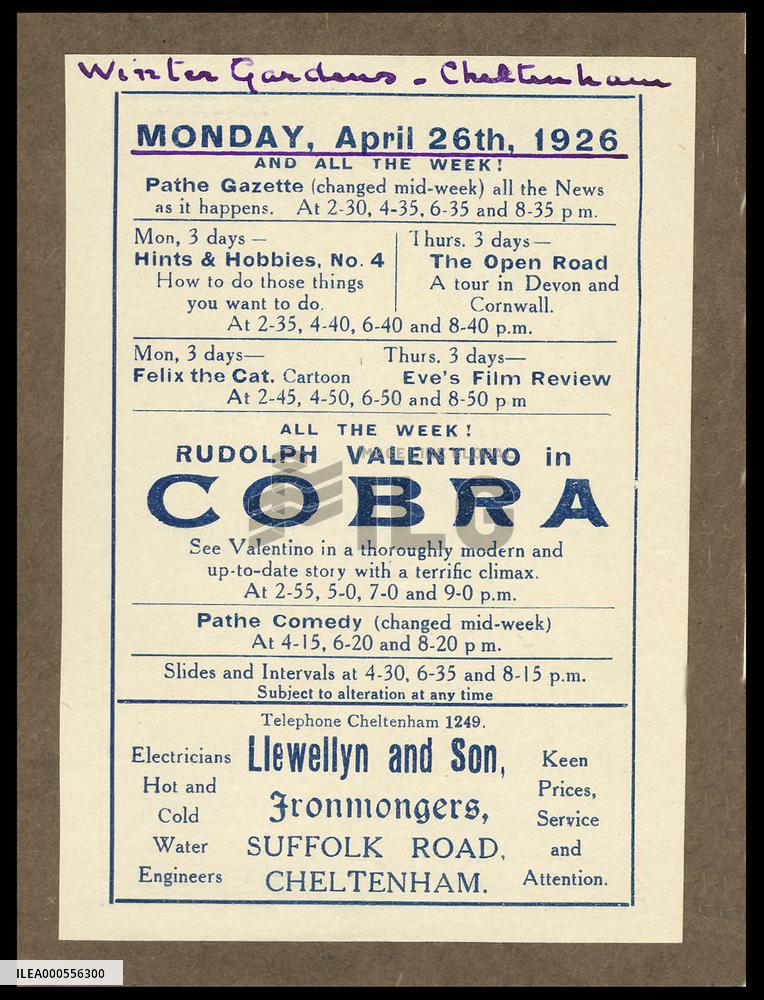 Winter Gardens - Cheltenham
MONDAY, April 26th, 1926
AND ALL THE WEEK!
Pathe Gazette (changed mid-week) all the News
as it happens. At 2-30, 4-35, 6-35 and 8-35 p m.
Mon, 3 days —
Hints & Hobbies, No. 4
How to do those things
you want to do.
Thurs. 3 days—
The Open Road
A tour in Devon and
Cornwall.
At 2-35, 4-40, 6-40 and 8-40 p.m.
Mon, 3 days— Thurs. 3 days—
Felix the Cat. Cartoon Eve's Film Review
At 2-45, 4-50, 6-50 and 8-50 p m
ALL THE WEEK!
RUDOLPH VALENTINO in
COBRA
See Valentino in a thoroughly modern and
up-to-date story with a terrific climax.
At 2-55, 5-0, 7-0 and 9-0 p.m.
Pathe Comedy (changed mid-week)
At 4-15, 6-20 and 8-20 p m.
Slides and Intervals at 4-30, 6-35 and 8-15 p.m.
Subject to alteration at any time
Telephone Cheltenham 1249.
Electricians
Hot and
Cold
Water
Engineers
Llewellyn and Son,
Ironmongers,
SUFFOLK ROAD,
CHELTENHAM.
Keen
Prices,
Service
and
Attention.
ILG
ILEA000556300